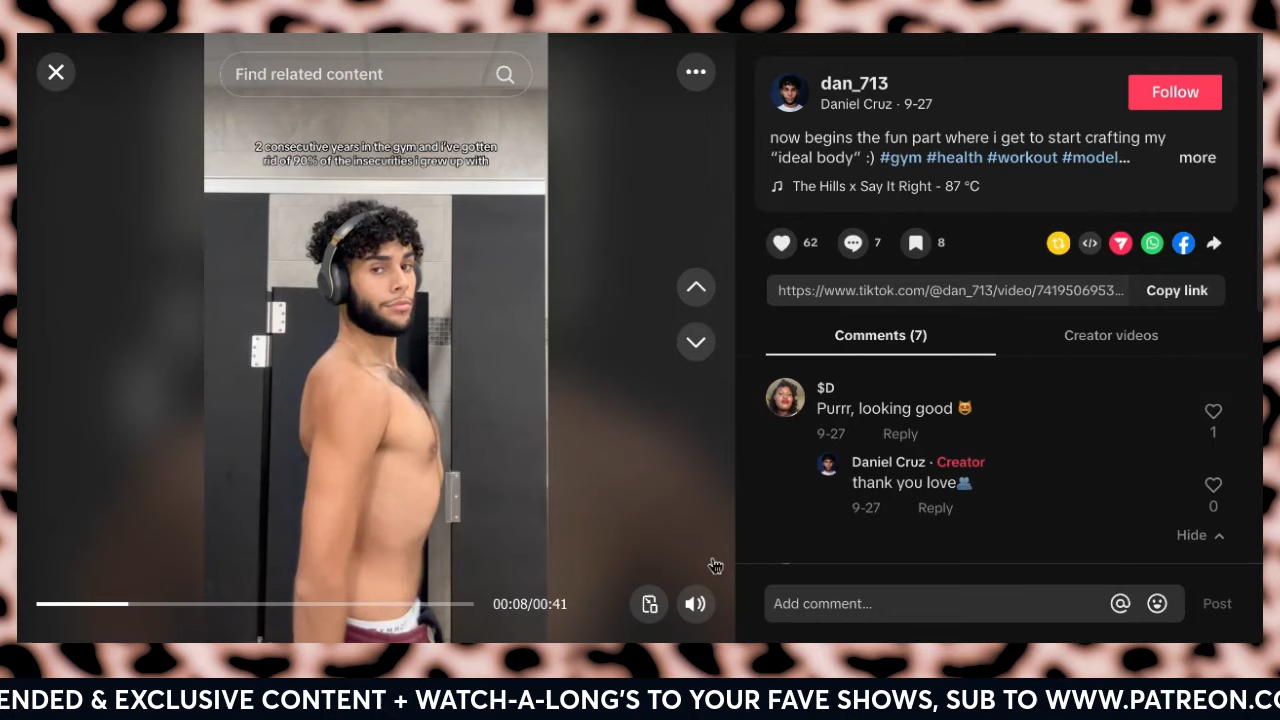 Find related content
2 consecutive years in the gym and i've gotten
rid of 90% of the insecurities i grew up with
00:08/00:41
dan_713
Daniel Cruz · 9-27
Follow
now begins the fun part where i get to start crafting my
“ideal body” :) #gym #health #workout #model...
more
The Hills x Say It Right - 87 °C
62
7
8
https://www.tiktok.com/@dan_713/video/7419506953...
Copy link
Comments (7)
Creator videos
$D
Purrr, looking good 😻
9-27
Reply
1
Daniel Cruz · Creator
thank you love🫂
9-27
Reply
0
Hide
Add comment...
Post
ENDED & EXCLUSIVE CONTENT + WATCH-A-LONG'S TO YOUR FAVE SHOWS, SUB TO WWW.PATREON.CO